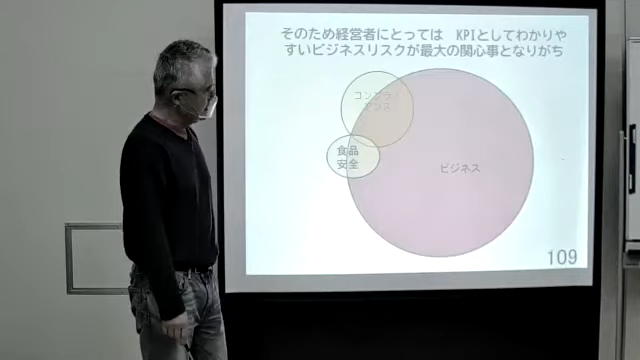 そのため経営者にとっては　KPIとしてわかりや
すいビジネスリスクが最大の関心事となりがち
コンプライ
アンス
食品
安全
ビジネス
109